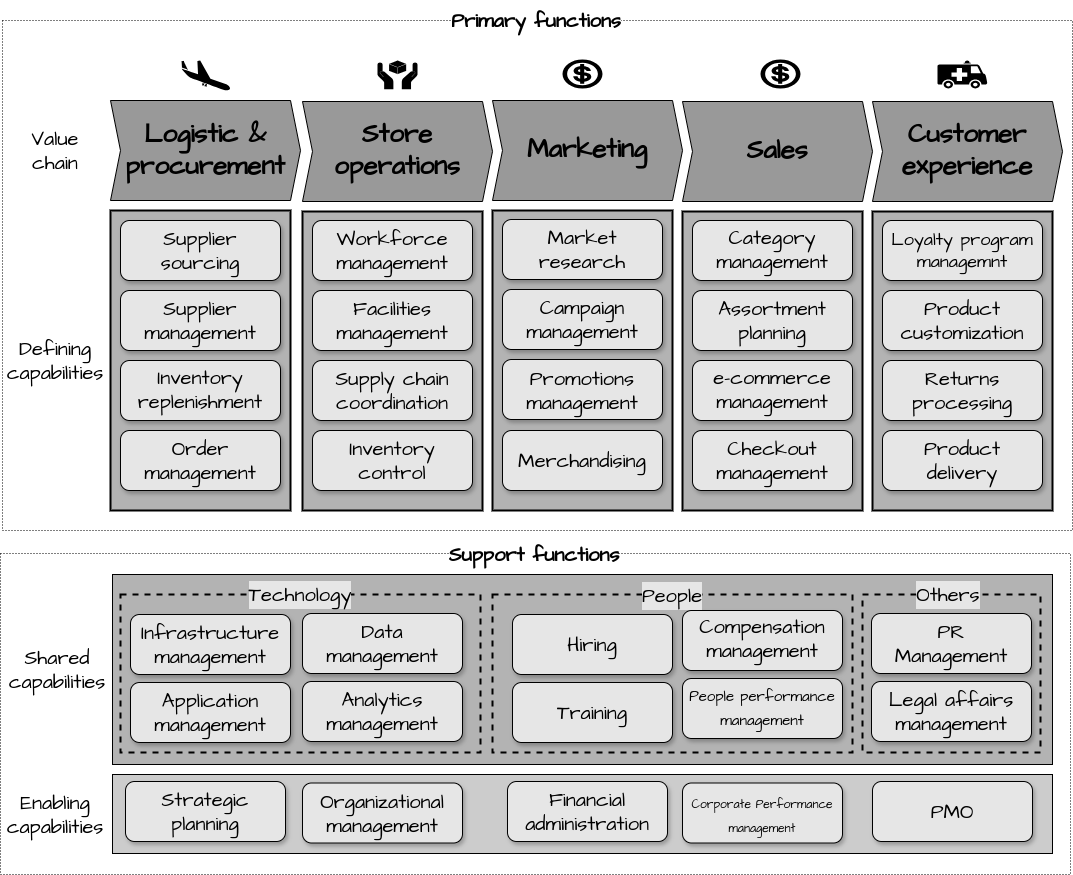 Primary functions
Value
chain
Logistic &
procurement
Store
operations
Marketing
Sales
Customer
experience
Defining
capabilities
Supplier
sourcing
Supplier
management
Inventory
replenishment
Order
management
Workforce
management
Facilities
management
Supply chain
coordination
Inventory
control
Market
research
Campaign
management
Promotions
management
Merchandising
Category
management
Assortment
planning
e-commerce
management
Checkout
management
Loyalty program
managemnt
Product
customization
Returns
processing
Product
delivery
Support functions
Shared
capabilities
Technology
Infrastructure
management
Data
management
Application
management
Analytics
management
People
Hiring
Compensation
management
Training
People performance
management
Others
PR
Management
Legal affairs
management
Enabling
capabilities
Strategic
planning
Organizational
management
Financial
administration
Corporate Performance
management
PMO